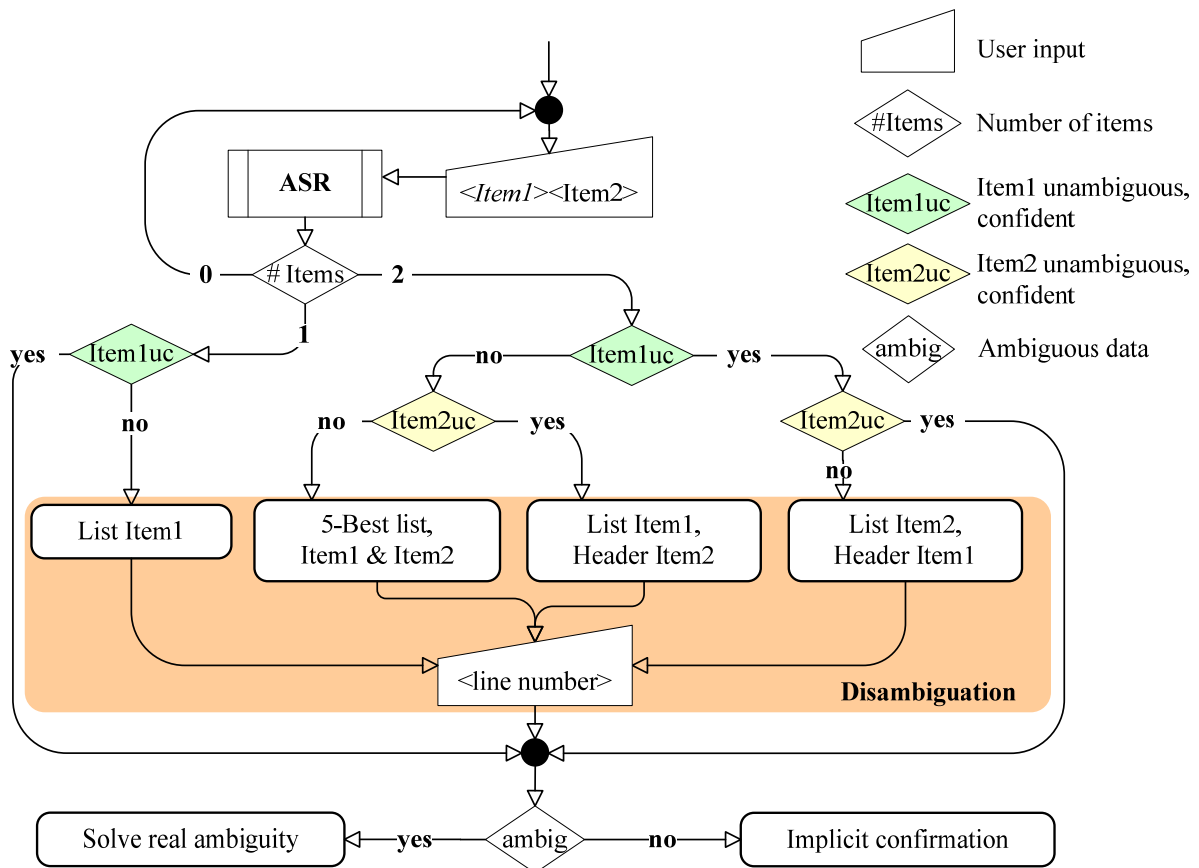 User input
#Items
Number of items
ASR
<Item1><Item2>
Item1uc
Item1 unambiguous,
confident
0
# Items
2
Item2uc
Item2 unambiguous,
confident
1
yes
Item1uc
no
Item1uc
yes
ambig
Ambiguous data
no
no
Item2uc
yes
Item2uc
yes
no
List Item1
5-Best list,
Item1 & Item2
List Item1,
Header Item2
List Item2,
Header Item1
<line number>
Disambiguation
Solve real ambiguity
yes
ambig
no
Implicit confirmation